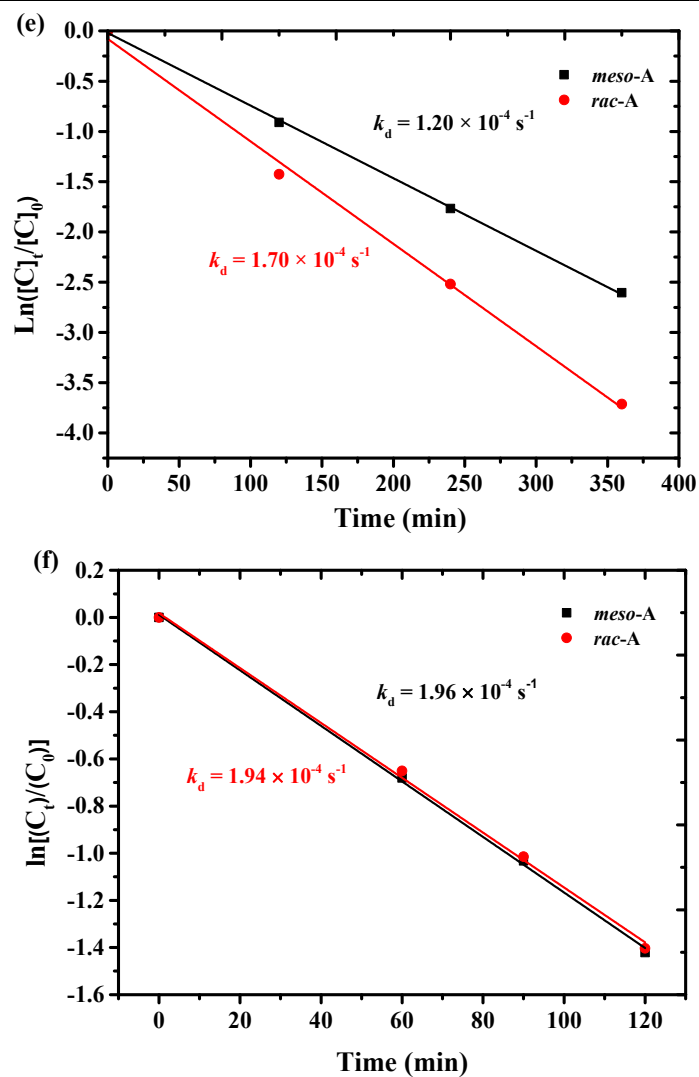 (e)
0.0
-0.5
-1.0
-1.5
-2.0
-2.5
-3.0
-3.5
-4.0
Ln([C]t/[C]0)
meso-A
rac-A
kd = 1.20 × 10-4 s-1
kd = 1.70 × 10-4 s-1
0 50 100 150 200 250 300 350 400
Time (min)
(f)
0.2
0.0
-0.2
-0.4
-0.6
-0.8
-1.0
-1.2
-1.4
-1.6
ln[(Ct)/(C0)]
meso-A
rac-A
kd = 1.96 × 10-4 s-1
kd = 1.94 × 10-4 s-1
0 20 40 60 80 100 120
Time (min)